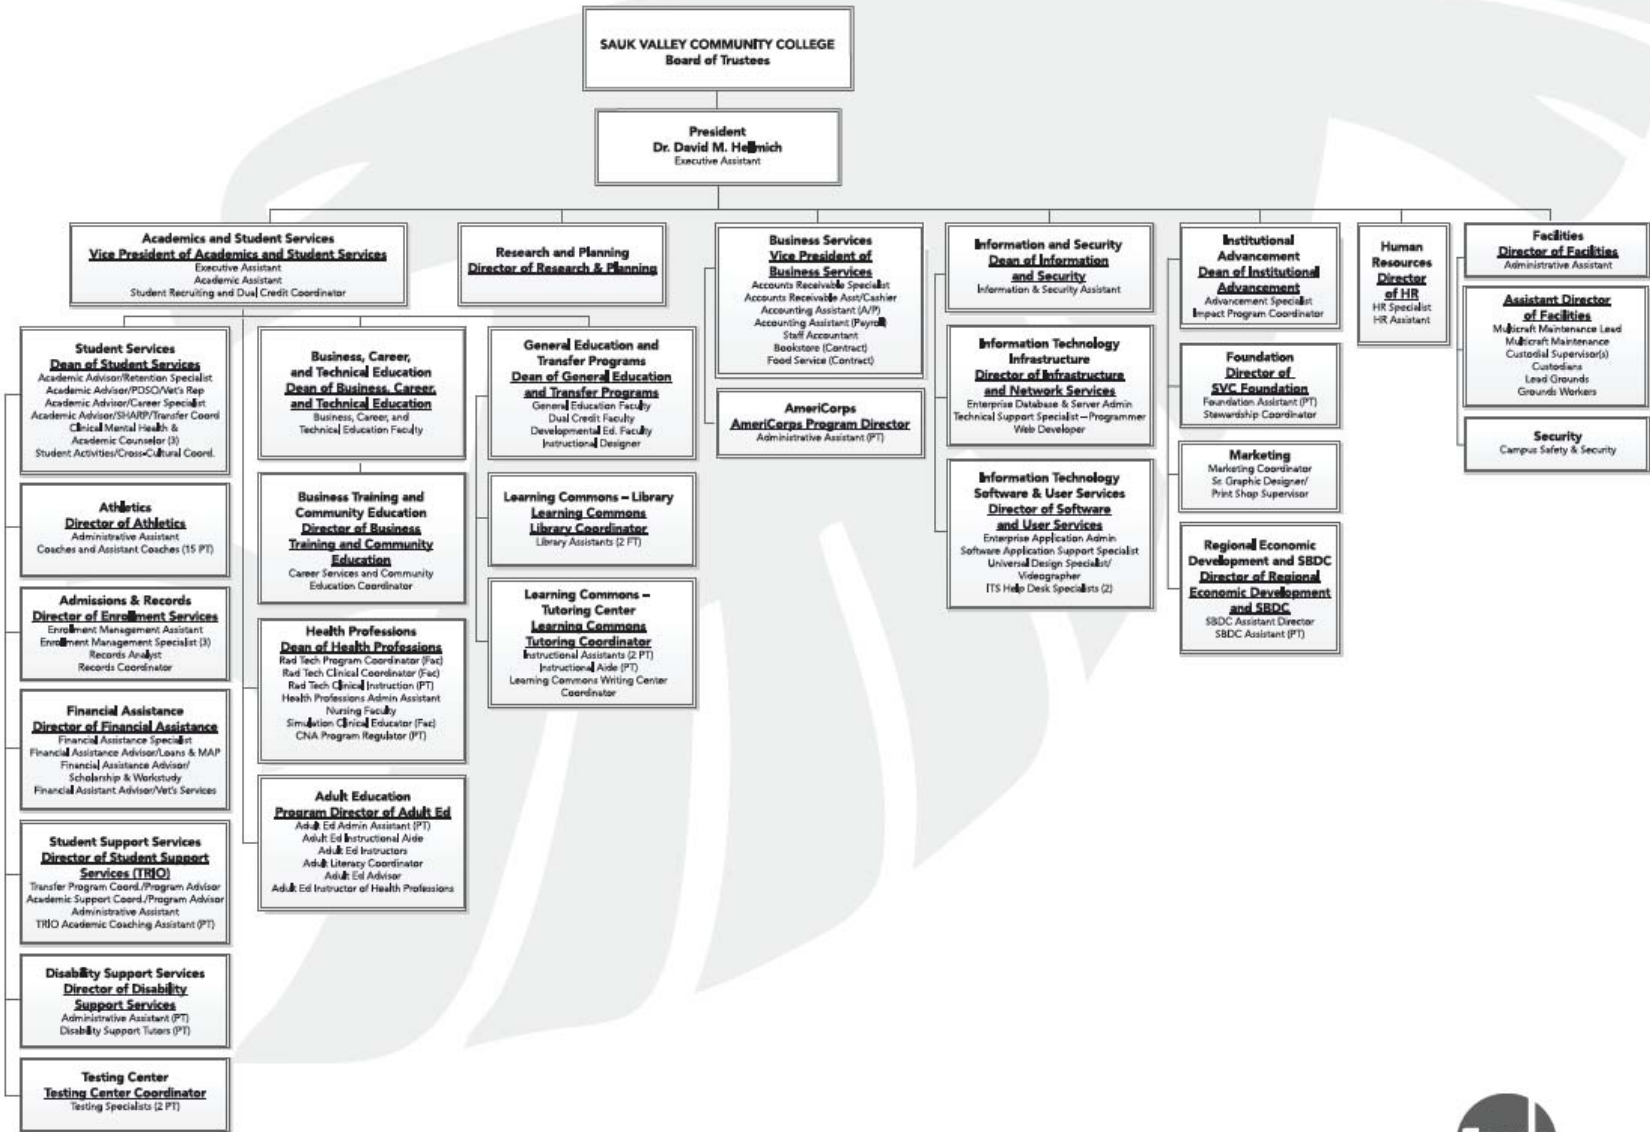 SAUK VALLEY COMMUNITY COLLEGE
Board of Trustees
President
Dr. David M. Hellmich
Executive Assistant
Academics and Student Services
Vice President of Academics and Student Services
Executive Assistant
Academic Assistant
Student Recruiting and Dual Credit Coordinator
Research and Planning
Director of Research & Planning
Business Services
Vice President of
Business Services
Accounts Receivable Specialist
Accounts Receivable Asst/Cashier
Accounting Assistant (A/P)
Accounting Assistant (Payroll)
Staff Accountant
Bookstore (Contract)
Food Service (Contract)
Information and Security
Dean of Information
and Security
Information & Security Assistant
Institutional
Advancement
Dean of Institutional
Advancement
Advancement Specialist
Impact Program Coordinator
Human
Resources
Director
of HR
HR Specialist
HR Assistant
Facilities
Director of Facilities
Administrative Assistant
Student Services
Dean of Student Services
Academic Advisor/Retention Specialist
Academic Advisor/PDSO/Vet's Rep
Academic Advisor/Career Specialist
Academic Advisor/SHARP/Transfer Coord
Clinical Mental Health &
Academic Counselor (3)
Student Activities/Cross-Cultural Coord.
Athletics
Director of Athletics
Administrative Assistant
Coaches and Assistant Coaches (15 PT)
Admissions & Records
Director of Enrollment Services
Enrollment Management Assistant
Enrollment Management Specialist (3)
Records Analyst
Records Coordinator
Financial Assistance
Director of Financial Assistance
Financial Assistance Specialist
Financial Assistance Advisor/Loans & MAP
Financial Assistance Advisor/
Scholarship & Workstudy
Financial Assistant Advisor/Vet's Services
Student Support Services
Director of Student Support
Services (TRIO)
Transfer Program Coord./Program Advisor
Academic Support Coord./Program Advisor
Administrative Assistant
TRIO Academic Coaching Assistant (PT)
Disability Support Services
Director of Disability
Support Services
Administrative Assistant (PT)
Disability Support Tutors (PT)
Testing Center
Testing Center Coordinator
Testing Specialists (2 PT)
Business, Career,
and Technical Education
Dean of Business, Career,
and Technical Education
Business, Career, and
Technical Education Faculty
Business Training and
Community Education
Director of Business
Training and Community
Education
Career Services and Community
Education Coordinator
Health Professions
Dean of Health Professions
Rad Tech Program Coordinator (Fac)
Rad Tech Clinical Coordinator (Fac)
Rad Tech Clinical Instruction (PT)
Health Professions Admin Assistant
Nursing Faculty
Simulation Clinical Educator (Fac)
CNA Program Regulator (PT)
Adult Education
Program Director of Adult Ed
Adult Ed Admin Assistant (PT)
Adult Ed Instructional Aide
Adult Ed Instructors
Adult Literacy Coordinator
Adult Ed Advisor
Adult Ed Instructor of Health Professions
General Education and
Transfer Programs
Dean of General Education
and Transfer Programs
General Education Faculty
Dual Credit Faculty
Developmental Ed. Faculty
Instructional Designer
Learning Commons – Library
Learning Commons
Library Coordinator
Library Assistants (2 FT)
Learning Commons –
Tutoring Center
Learning Commons
Tutoring Coordinator
Instructional Assistants (2 PT)
Instructional Aide (PT)
Learning Commons Writing Center
Coordinator
AmeriCorps
AmeriCorps Program Director
Administrative Assistant (PT)
Information Technology
Infrastructure
Director of Infrastructure
and Network Services
Enterprise Database & Server Admin
Technical Support Specialist—Programmer
Web Developer
Information Technology
Software & User Services
Director of Software
and User Services
Enterprise Application Admin
Software Application Support Specialist
Universal Design Specialist/
Videographer
ITS Help Desk Specialists (2)
Foundation
Director of
SVC Foundation
Foundation Assistant (PT)
Stewardship Coordinator
Marketing
Marketing Coordinator
Sr. Graphic Designer/
Print Shop Supervisor
Regional Economic
Development and SBDC
Director of Regional
Economic Development
and SBDC
SBDC Assistant Director
SBDC Assistant (PT)
Assistant Director
of Facilities
Multicraft Maintenance Lead
Multicraft Maintenance
Custodial Supervisor(s)
Custodians
Lead Grounds
Grounds Workers
Security
Campus Safety & Security